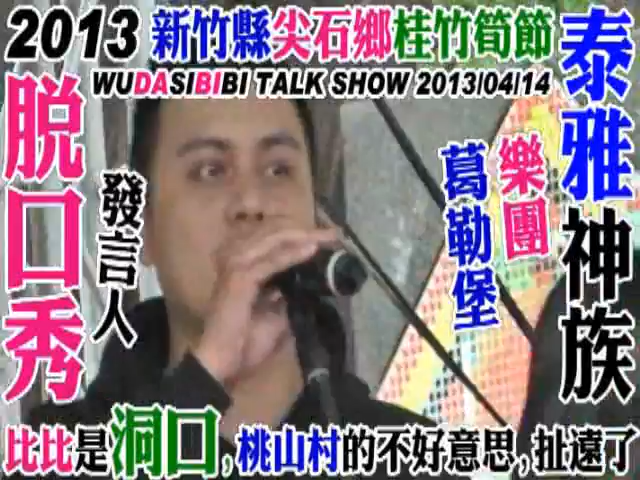 2013 新竹縣尖石鄉桂竹筍節
WUDASIBIBI TALK SHOW 2013/04/14
泰雅神族
樂團
葛勒堡
脫口秀
發言人
比比是洞口,桃山村的不好意思,扯遠了